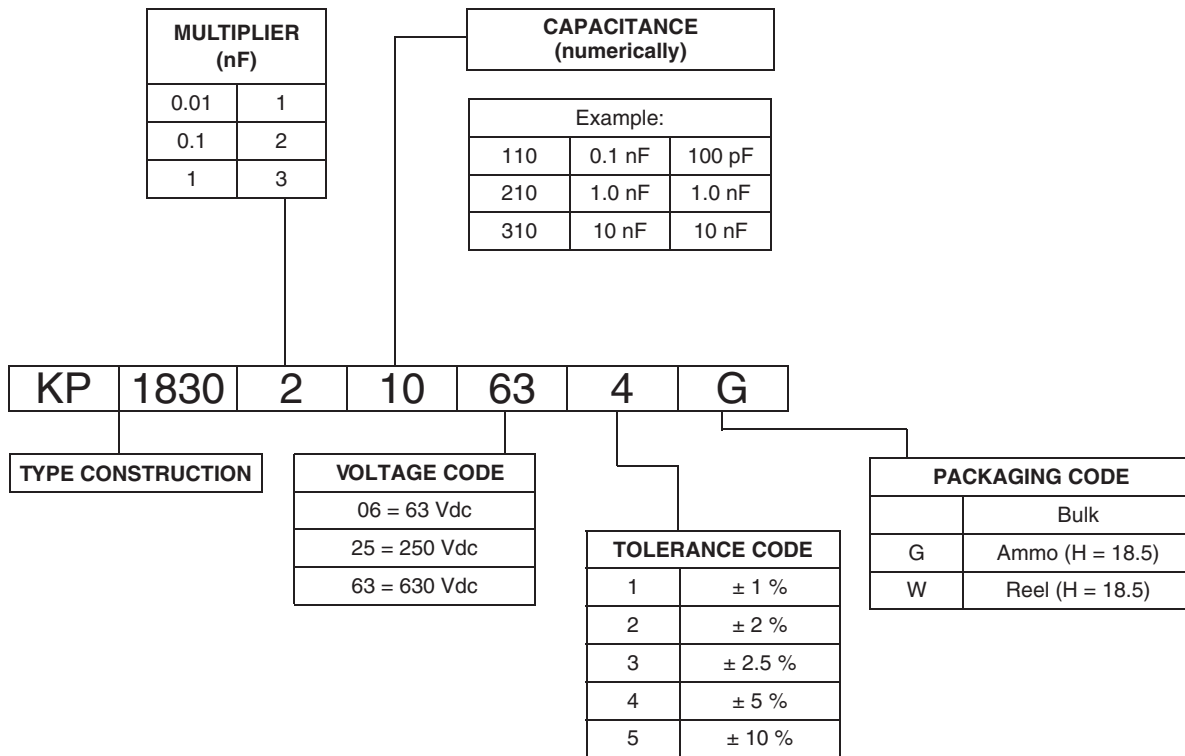 MULTIPLIER
(nF)
0.01 1
0.1 2
1 3
CAPACITANCE
(numerically)
Example:
110 0.1 nF 100 pF
210 1.0 nF 1.0 nF
310 10 nF 10 nF
KP 1830 2 10 63 4 G
TYPE CONSTRUCTION
VOLTAGE CODE
06 = 63 Vdc
25 = 250 Vdc
63 = 630 Vdc
TOLERANCE CODE
1 ± 1 %
2 ± 2 %
3 ± 2.5 %
4 ± 5 %
5 ± 10 %
PACKAGING CODE
Bulk
G Ammo (H = 18.5)
W Reel (H = 18.5)